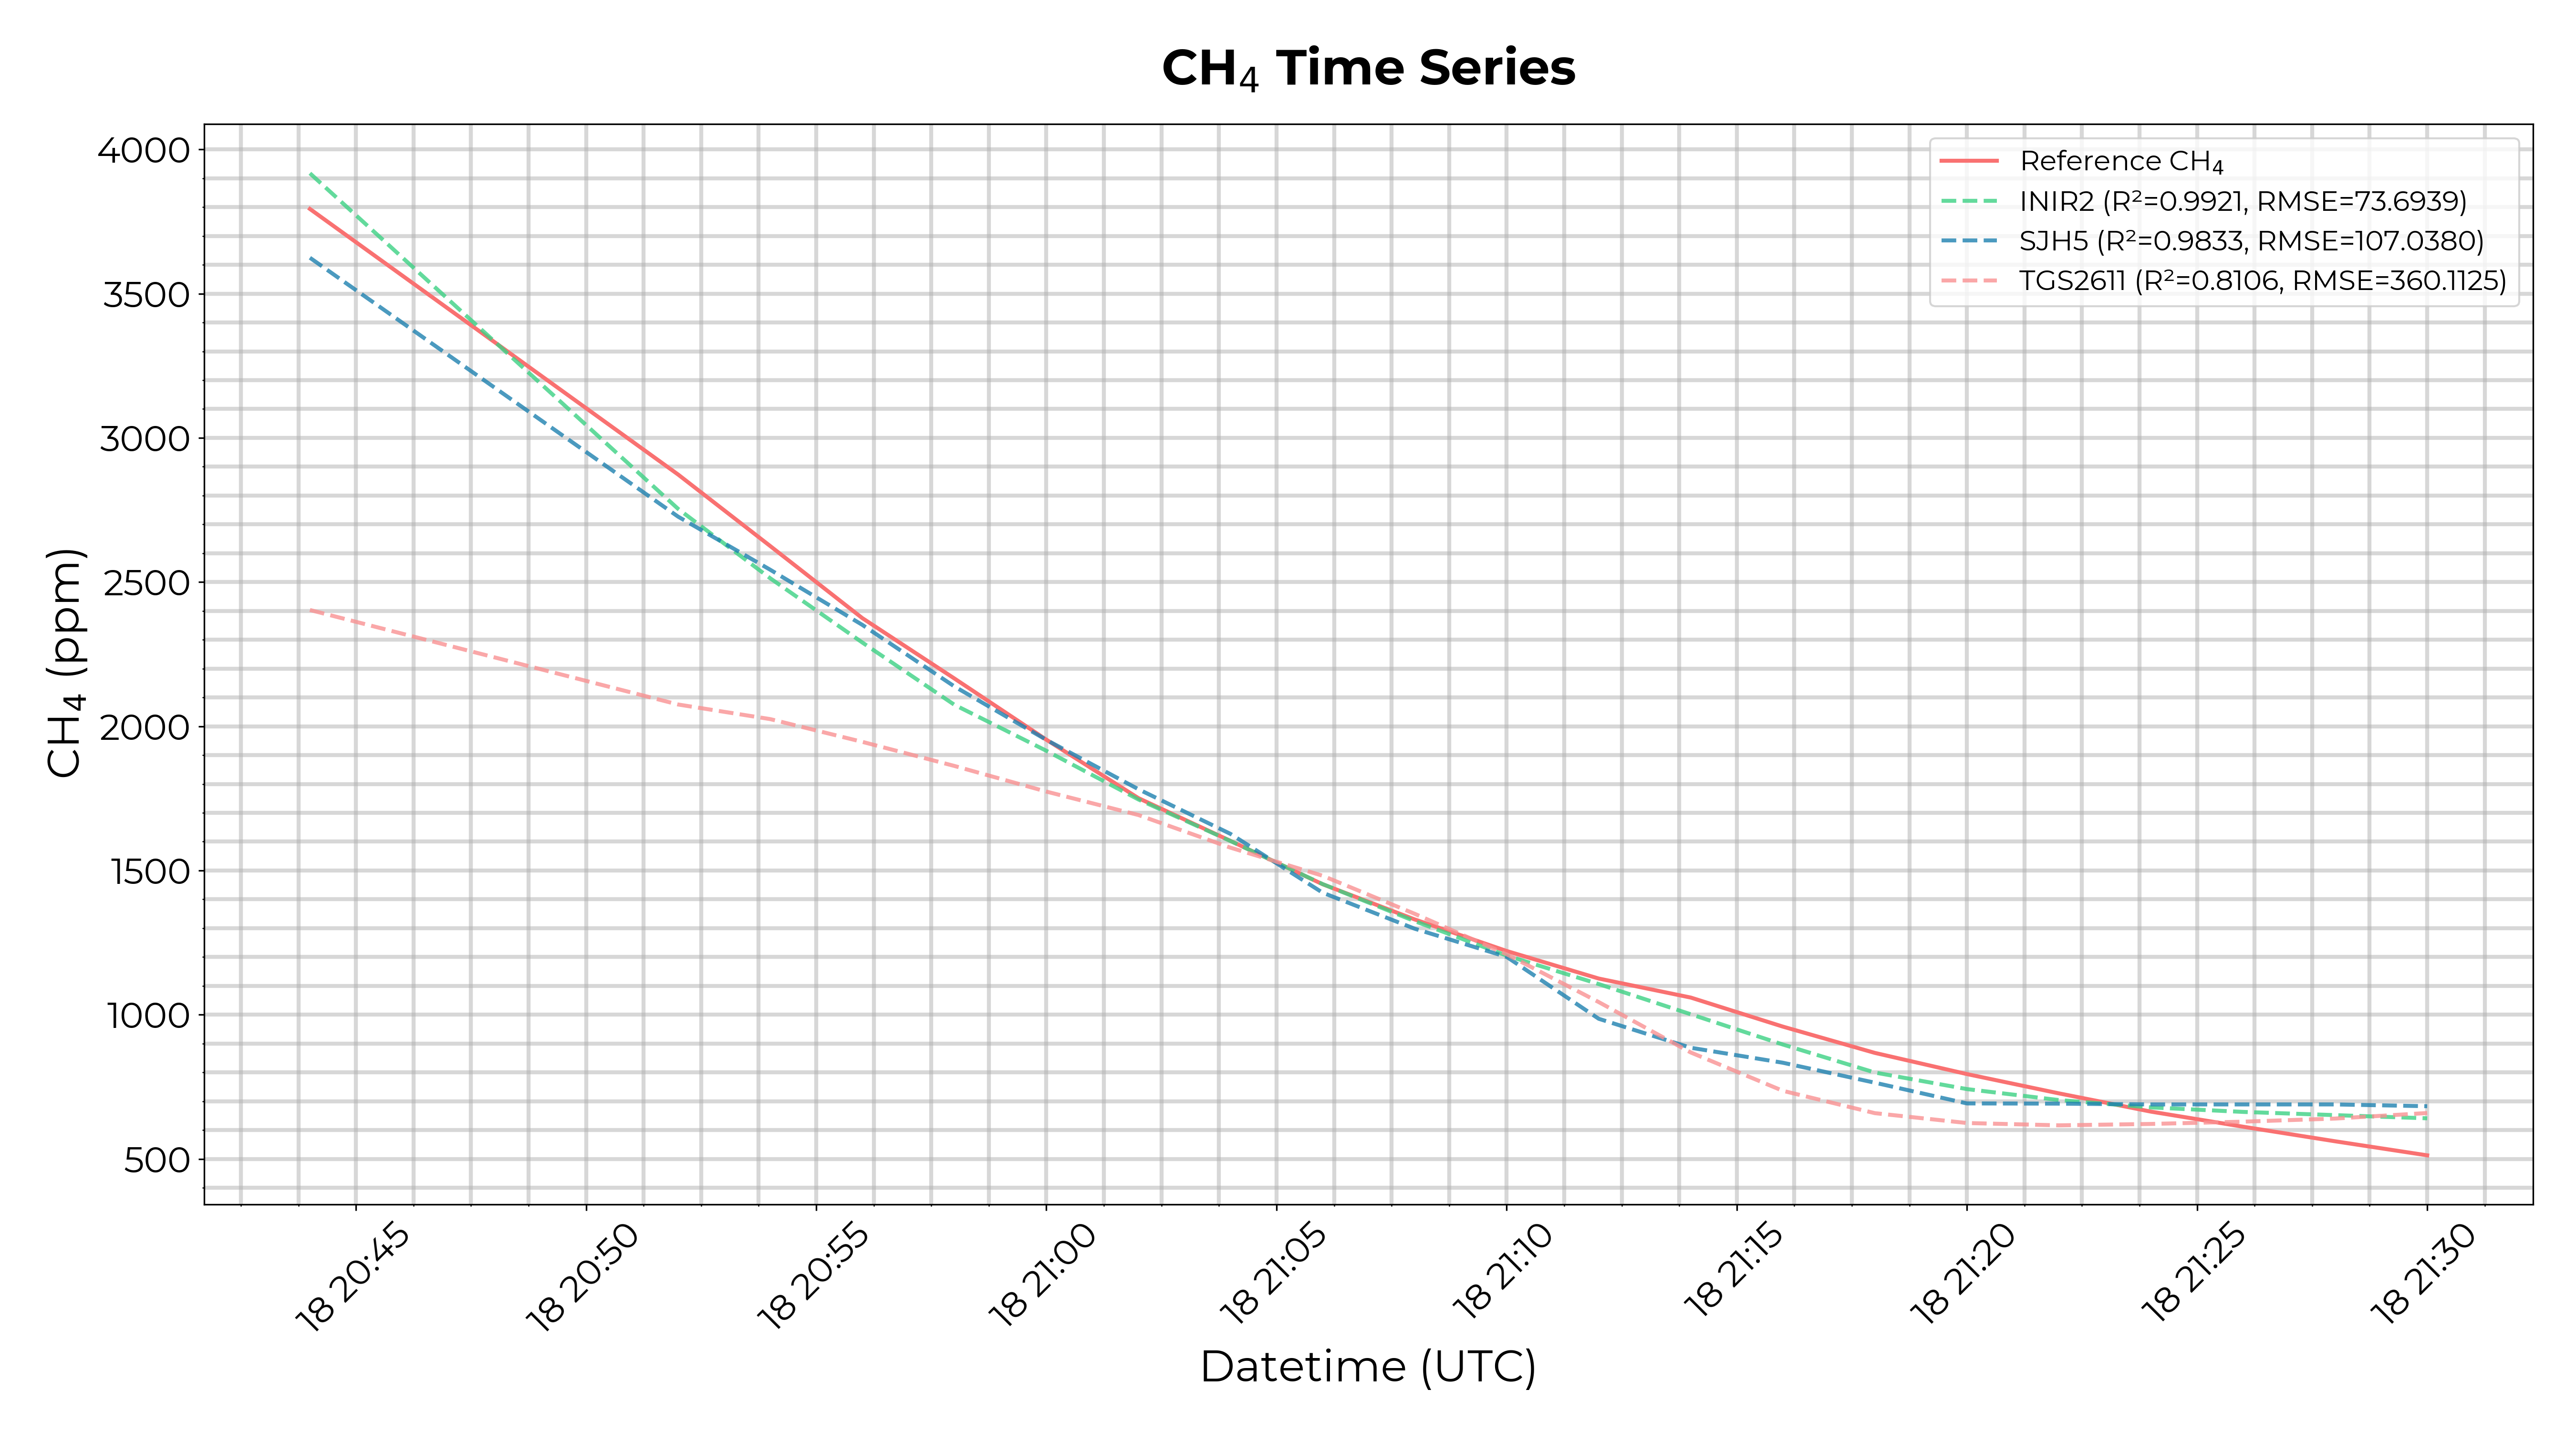 CH₄ Time Series
4000
3500
3000
2500
2000
1500
1000
500
CH₄ (ppm)
Reference CH₄
INIR2 (R²=0.9921, RMSE=73.6939)
SJH5 (R²=0.9833, RMSE=107.0380)
TGS2611 (R²=0.8106, RMSE=360.1125)
18 20:45
18 20:50
18 20:55
18 21:00
18 21:05
18 21:10
18 21:15
18 21:20
18 21:25
18 21:30
Datetime (UTC)